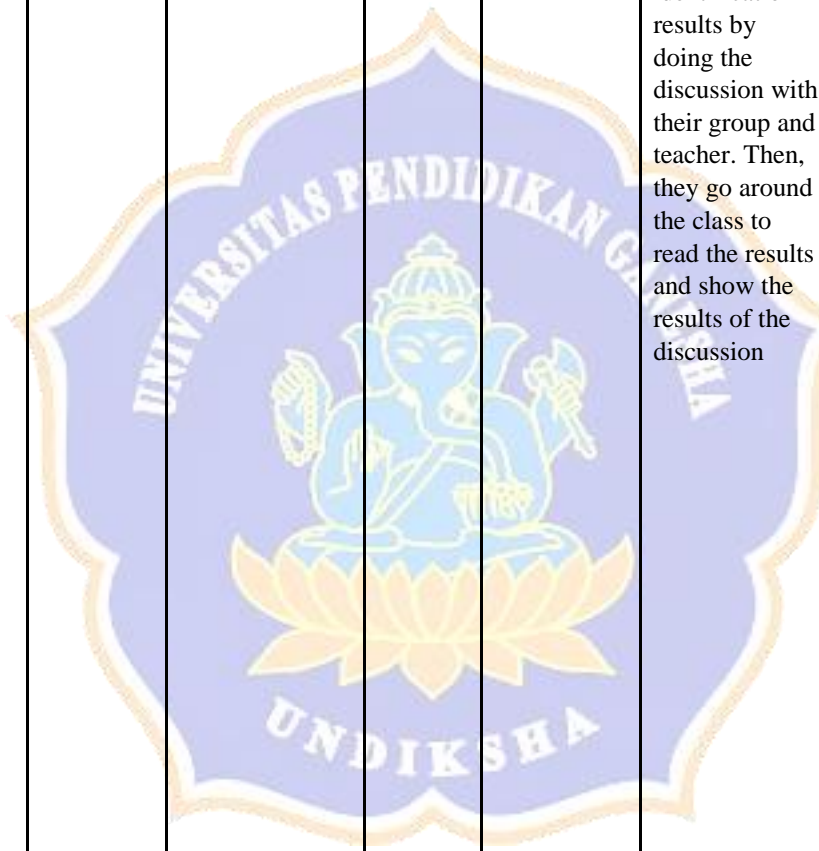 results by
doing the
discussion with
their group and
teacher. Then,
they go around
the class to
read the results
and show the
results of the
discussion
UNIVERSITAS PENDIDIKAN GANESHA
UNDIKSHA